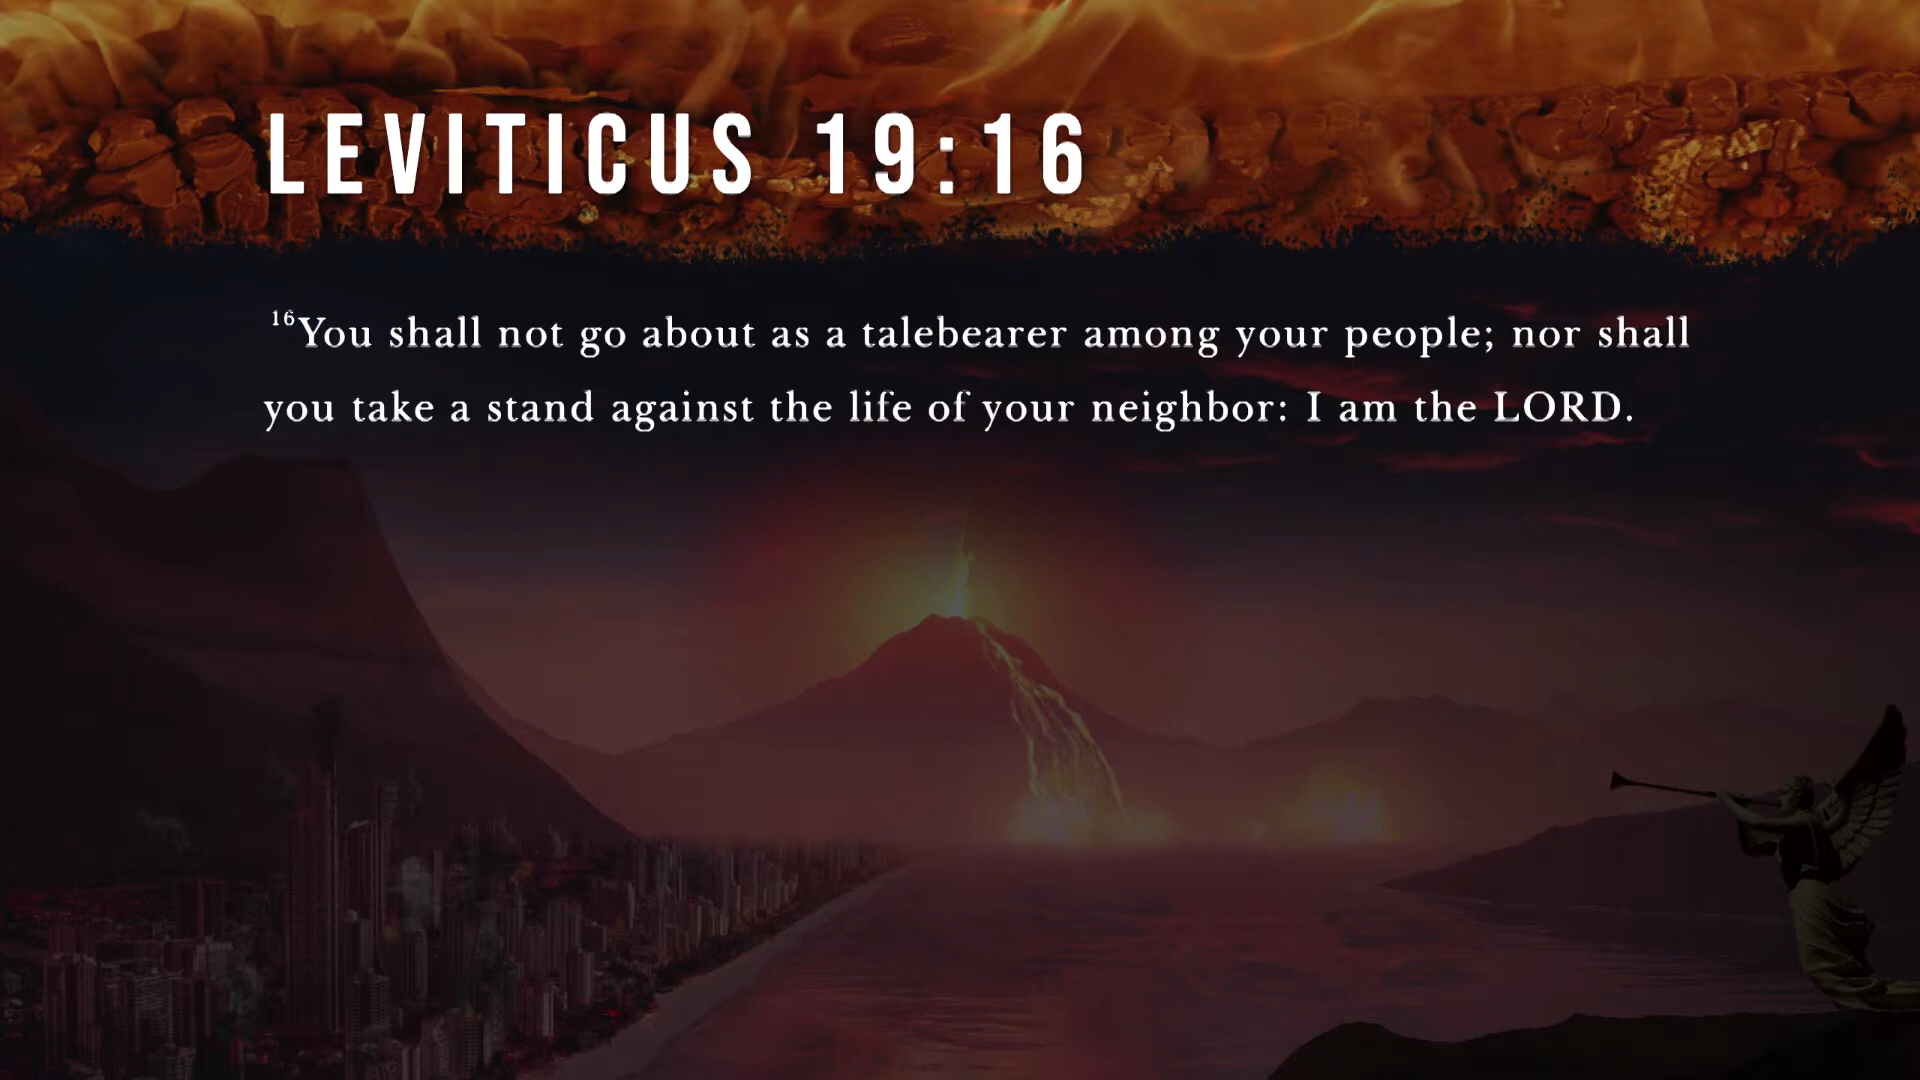 LEVITICUS 19:16
16You shall not go about as a talebearer among your people; nor shall
you take a stand against the life of your neighbor: I am the LORD.